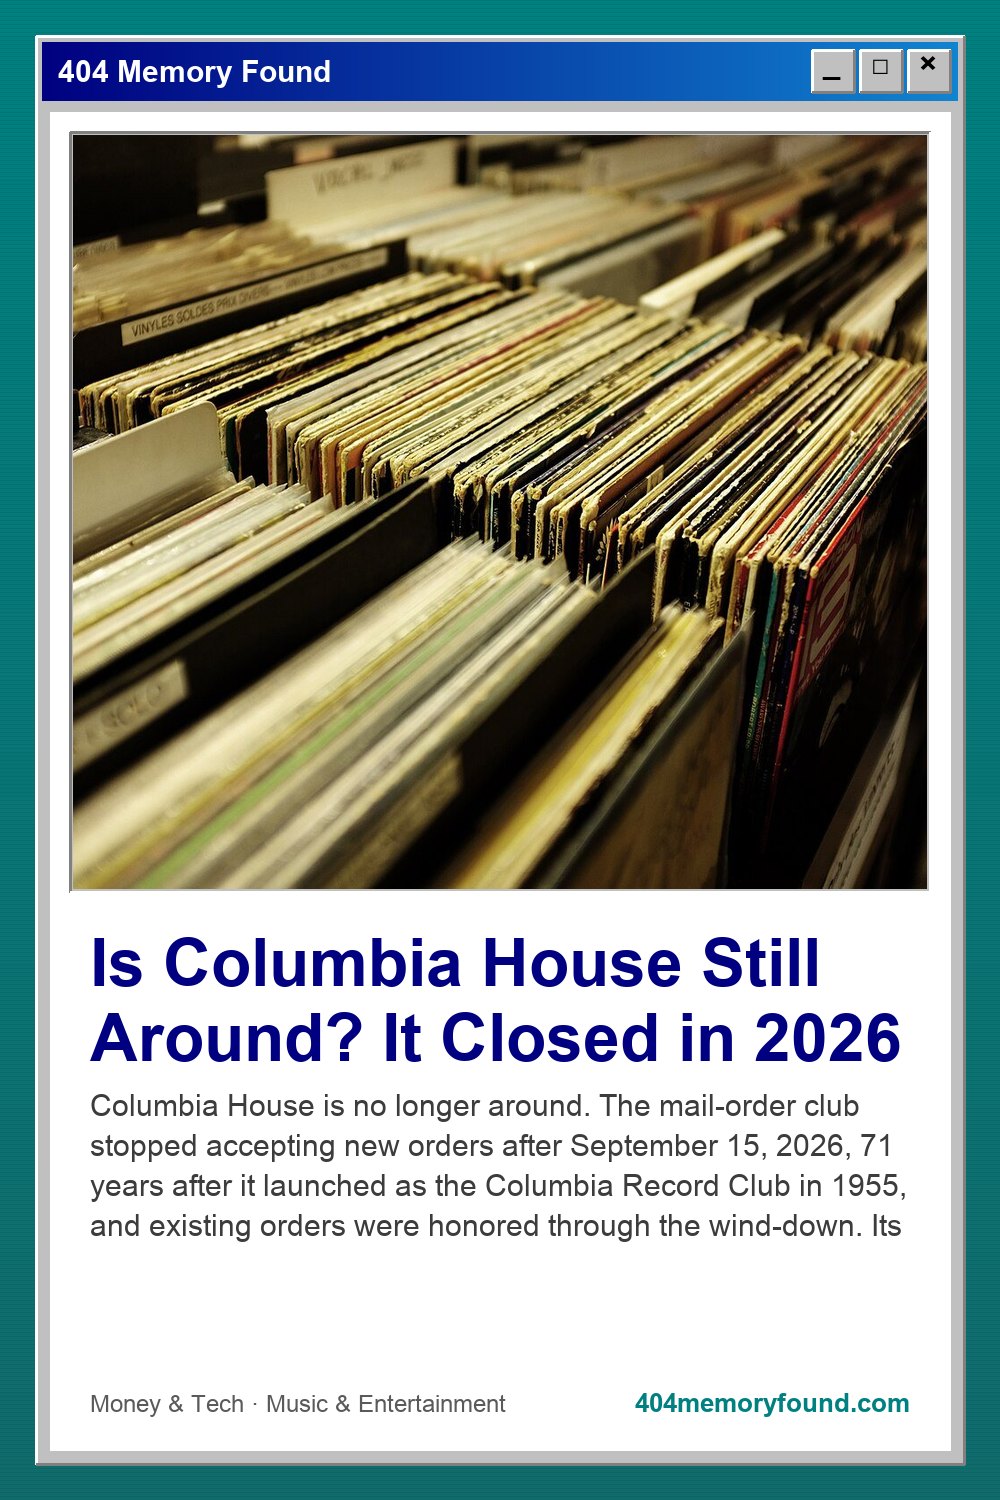 404 Memory Found
VINYLES SOLDES PRIX DIVERS
Is Columbia House Still
Around? It Closed in 2026
Columbia House is no longer around. The mail-order club
stopped accepting new orders after September 15, 2026, 71
years after it launched as the Columbia Record Club in 1955,
and existing orders were honored through the wind-down. Its
Money & Tech · Music & Entertainment
404memoryfound.com